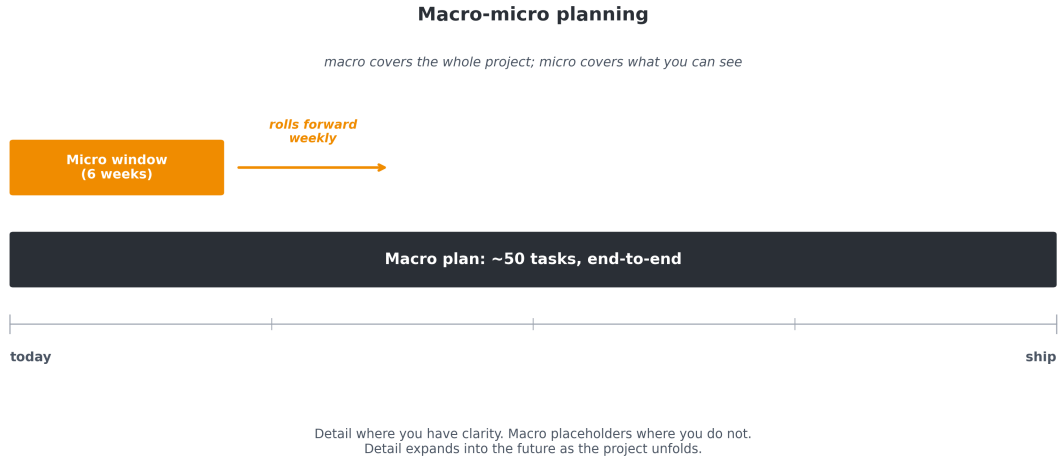 Macro-micro planning
macro covers the whole project; micro covers what you can see
rolls forward
weekly
Micro window
(6 weeks)
Macro plan: ~50 tasks, end-to-end
today
ship
Detail where you have clarity. Macro placeholders where you do not.
Detail expands into the future as the project unfolds.